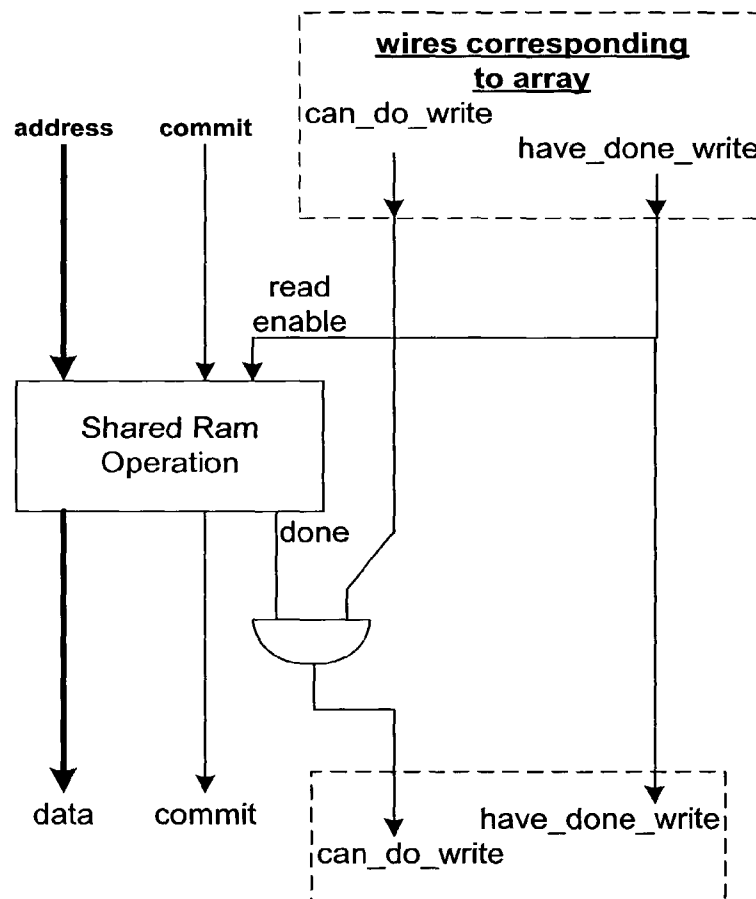 wires corresponding
to array
can_do_write
address
commit
have_done_write
read
enable
Shared Ram
Operation
done
data
commit
have_done_write
can_do_write